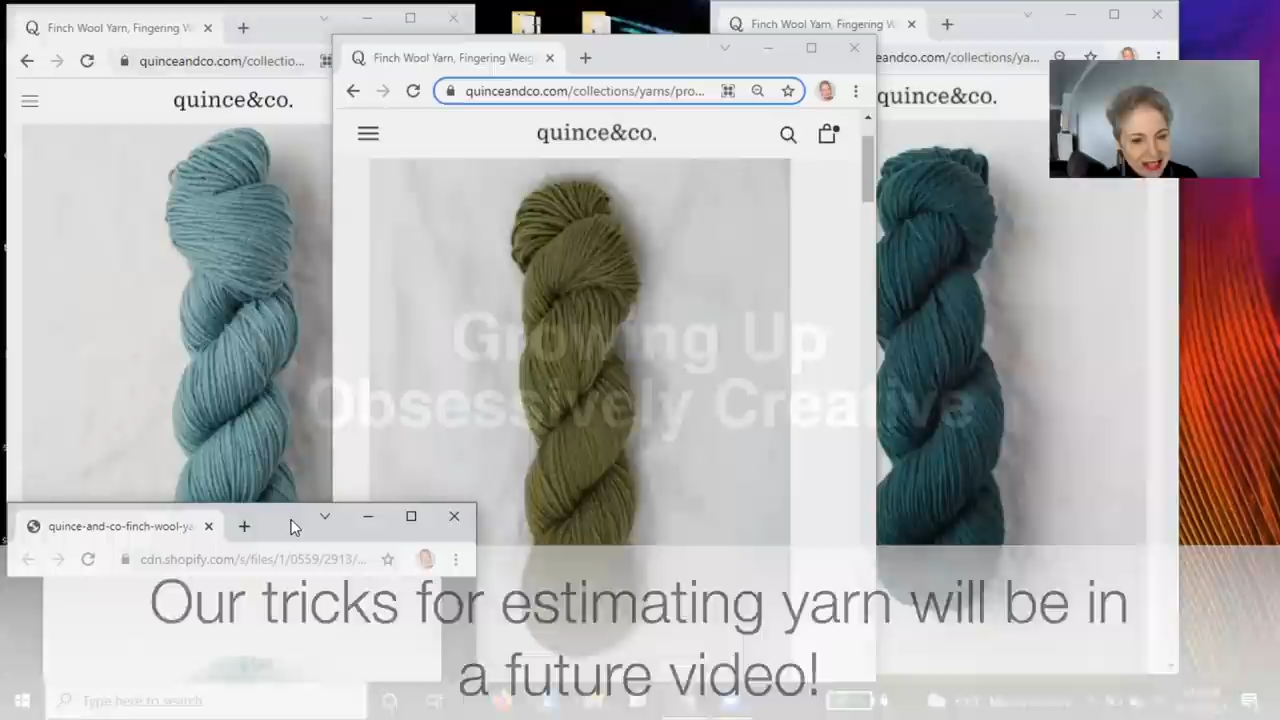 Finch Wool Yarn, Fingering W
quinceandco.com/collectio...
quince&co.
Finch Wool Yarn, Fingering Weig
quinceandco.com/collections/yarns/pro...
quince&co.
Finch Wool Yarn, Fingering W
.com/collections/ya...
quince&co.
Growing Up
Obsessively Creative
quince-and-co-finch-wool-ya
cdn.shopify.com/s/files/1/0559/2913/...
Our tricks for estimating yarn will be in
a future video!
Type here to search